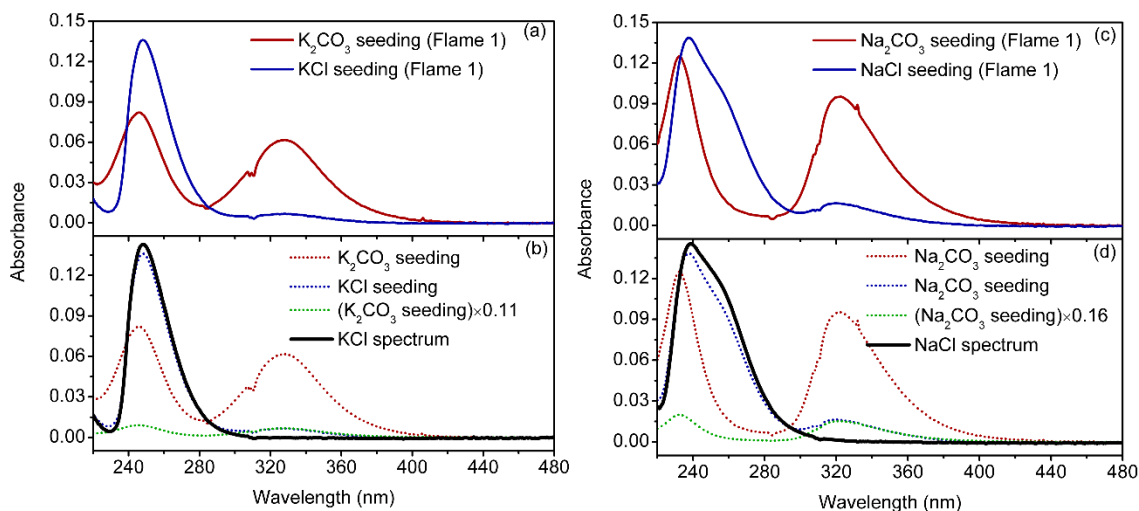 0.15
0.12
0.09
0.06
0.03
0.00
(a)
K₂CO₃ seeding (Flame 1)
KCl seeding (Flame 1)
0.12
0.09
0.06
0.03
0.00
(b)
K₂CO₃ seeding
KCl seeding
(K₂CO₃ seeding)×0.11
KCl spectrum
240 280 320 360 400 440 480
Wavelength (nm)
Absorbance
0.15
0.12
0.09
0.06
0.03
0.00
(c)
Na₂CO₃ seeding (Flame 1)
NaCl seeding (Flame 1)
0.12
0.09
0.06
0.03
0.00
(d)
Na₂CO₃ seeding
Na₂CO₃ seeding
(Na₂CO₃ seeding)×0.16
NaCl spectrum
240 280 320 360 400 440 480
Wavelength (nm)
Absorbance